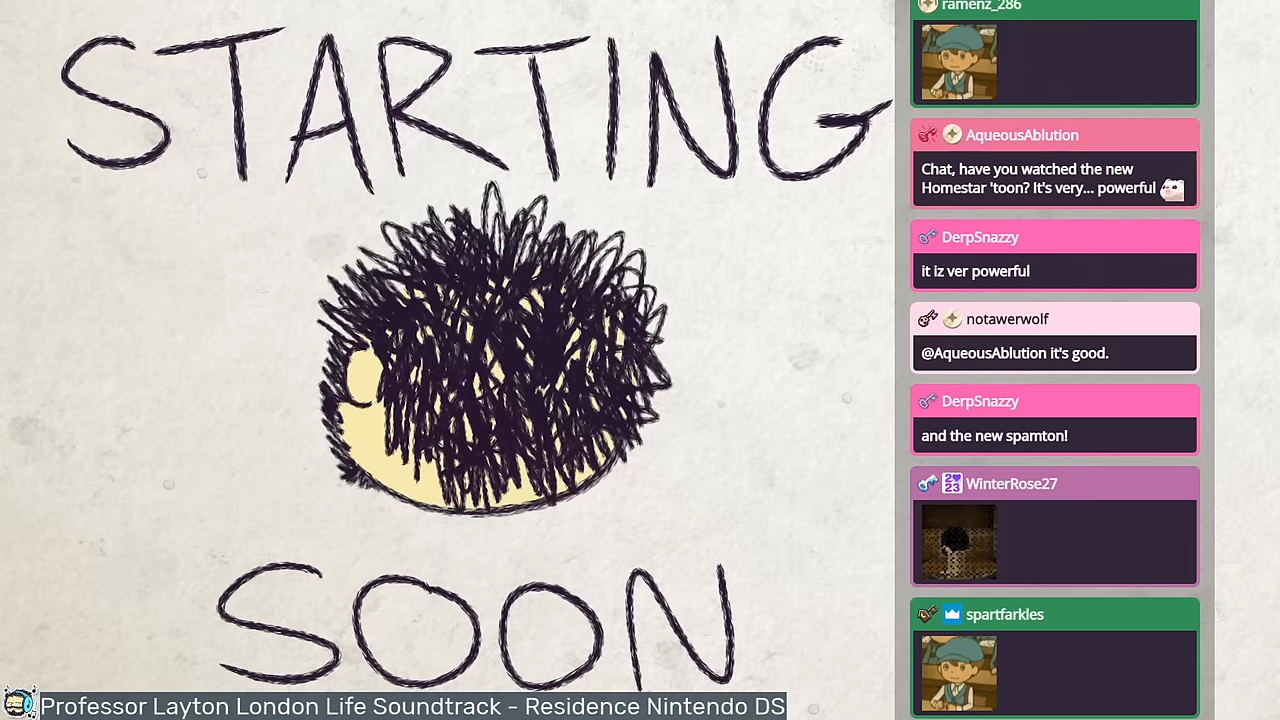 STARTING
SOON
ramenz_286
AqueousAblution
Chat, have you watched the new
Homestar 'toon? It's very... powerful
DerpSnazzy
it iz ver powerful
notawerwolf
@AqueousAblution it's good.
DerpSnazzy
and the new spamton!
2023
WinterRose27
spartfarkles
Professor Layton London Life Soundtrack - Residence Nintendo DS